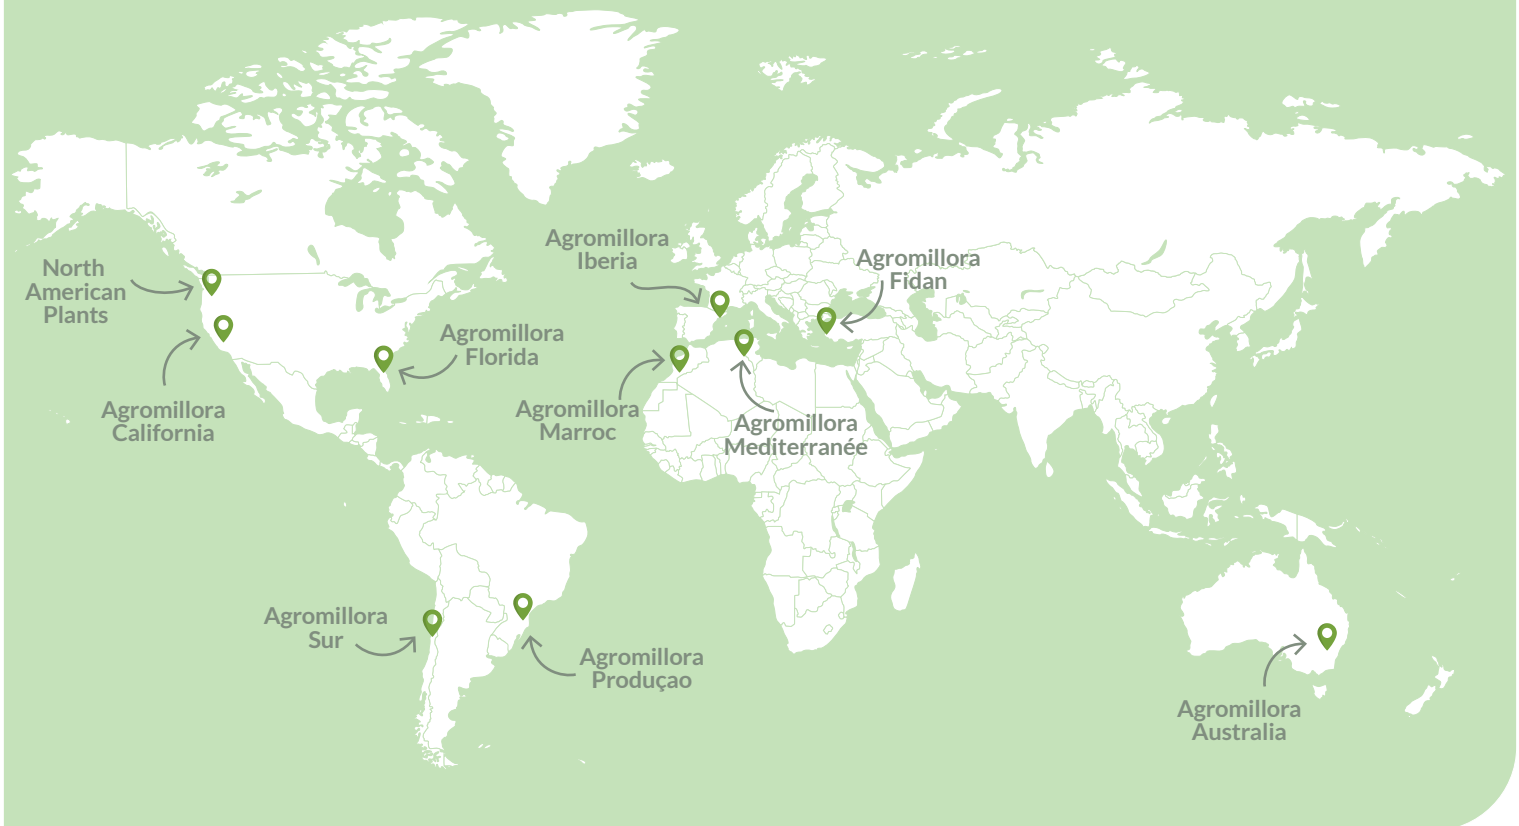 Agromillora
Iberia
Agromillora
Fidan
North
American
Plants
Agromillora
Florida
Agromillora
California
Agromillora
Marroc
Agromillora
Mediterranée
Agromillora
Sur
Agromillora
Produçao
Agromillora
Australia